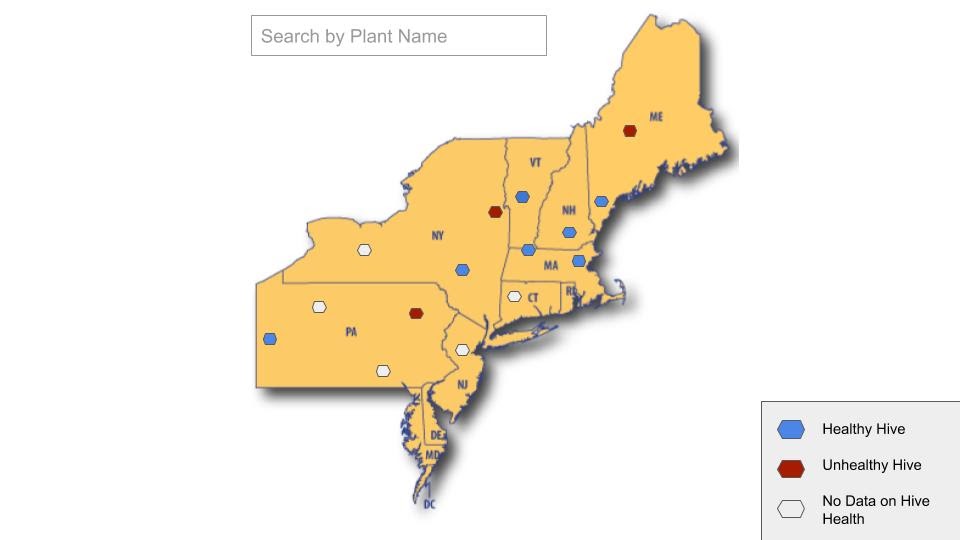 Search by Plant Name
ME
VT
NH
NY
MA
CT
RI
PA
NJ
DE
MD
DC
Healthy Hive
Unhealthy Hive
No Data on Hive
Health